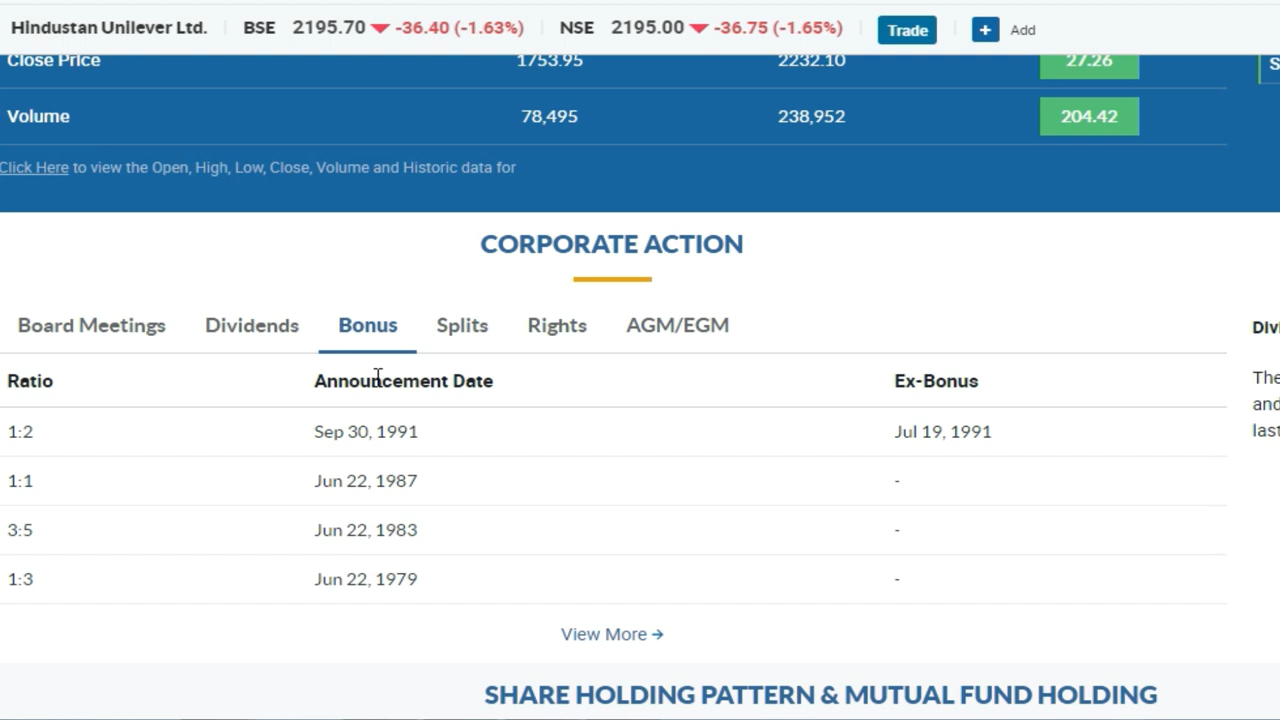 Hindustan Unilever Ltd. BSE 2195.70 -36.40 (-1.63%) NSE 2195.00 -36.75 (-1.65%) Trade + Add
Close Price 1753.95 2232.10 27.26
Volume 78,495 238,952 204.42
Click Here to view the Open, High, Low, Close, Volume and Historic data for
CORPORATE ACTION
Board Meetings Dividends Bonus Splits Rights AGM/EGM
Ratio Announcement Date Ex-Bonus
1:2 Sep 30, 1991 Jul 19, 1991
1:1 Jun 22, 1987 -
3:5 Jun 22, 1983 -
1:3 Jun 22, 1979 -
View More →
The
and
last
SHARE HOLDING PATTERN & MUTUAL FUND HOLDING